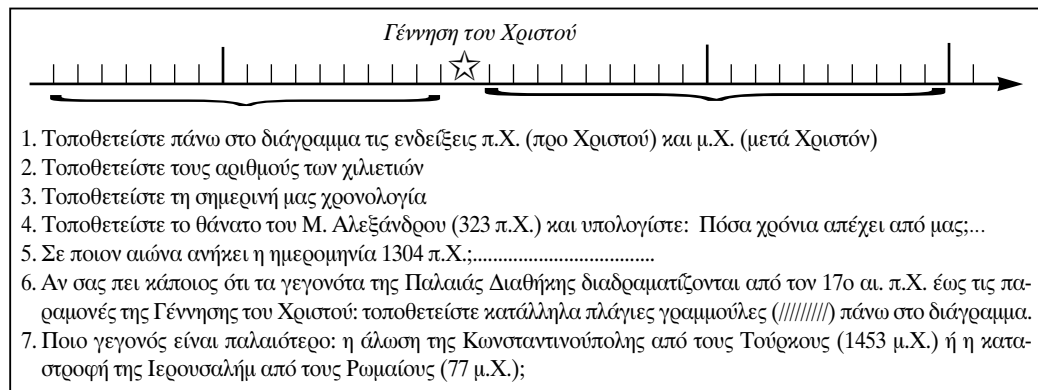 Γέννηση του Χριστού
1. Τοποθετείστε πάνω στο διάγραμμα τις ενδείξεις π.Χ. (προ Χριστού) και μ.Χ. (μετά Χριστόν)
2. Τοποθετείστε τους αριθμούς των χιλιετιών
3. Τοποθετείστε τη σημερινή μας χρονολογία
4. Τοποθετείστε το θάνατο του Μ. Αλεξάνδρου (323 π.Χ.) και υπολογίστε: Πόσα χρόνια απέχει από μας;...
5. Σε ποιον αιώνα ανήκει η ημερομηνία 1304 π.Χ.;...................................
6. Αν σας πει κάποιος ότι τα γεγονότα της Παλαιάς Διαθήκης διαδραματίζονται από τον 17ο αι. π.Χ. έως τις πα-
ραμονές της Γέννησης του Χριστού: τοποθετείστε κατάλληλα πλάγιες γραμμούλες (/////////) πάνω στο διάγραμμα.
7. Ποιο γεγονός είναι παλαιότερο: η άλωση της Κωνσταντινούπολης από τους Τούρκους (1453 μ.Χ.) ή η κατα-
στροφή της Ιερουσαλήμ από τους Ρωμαίους (77 μ.Χ.);